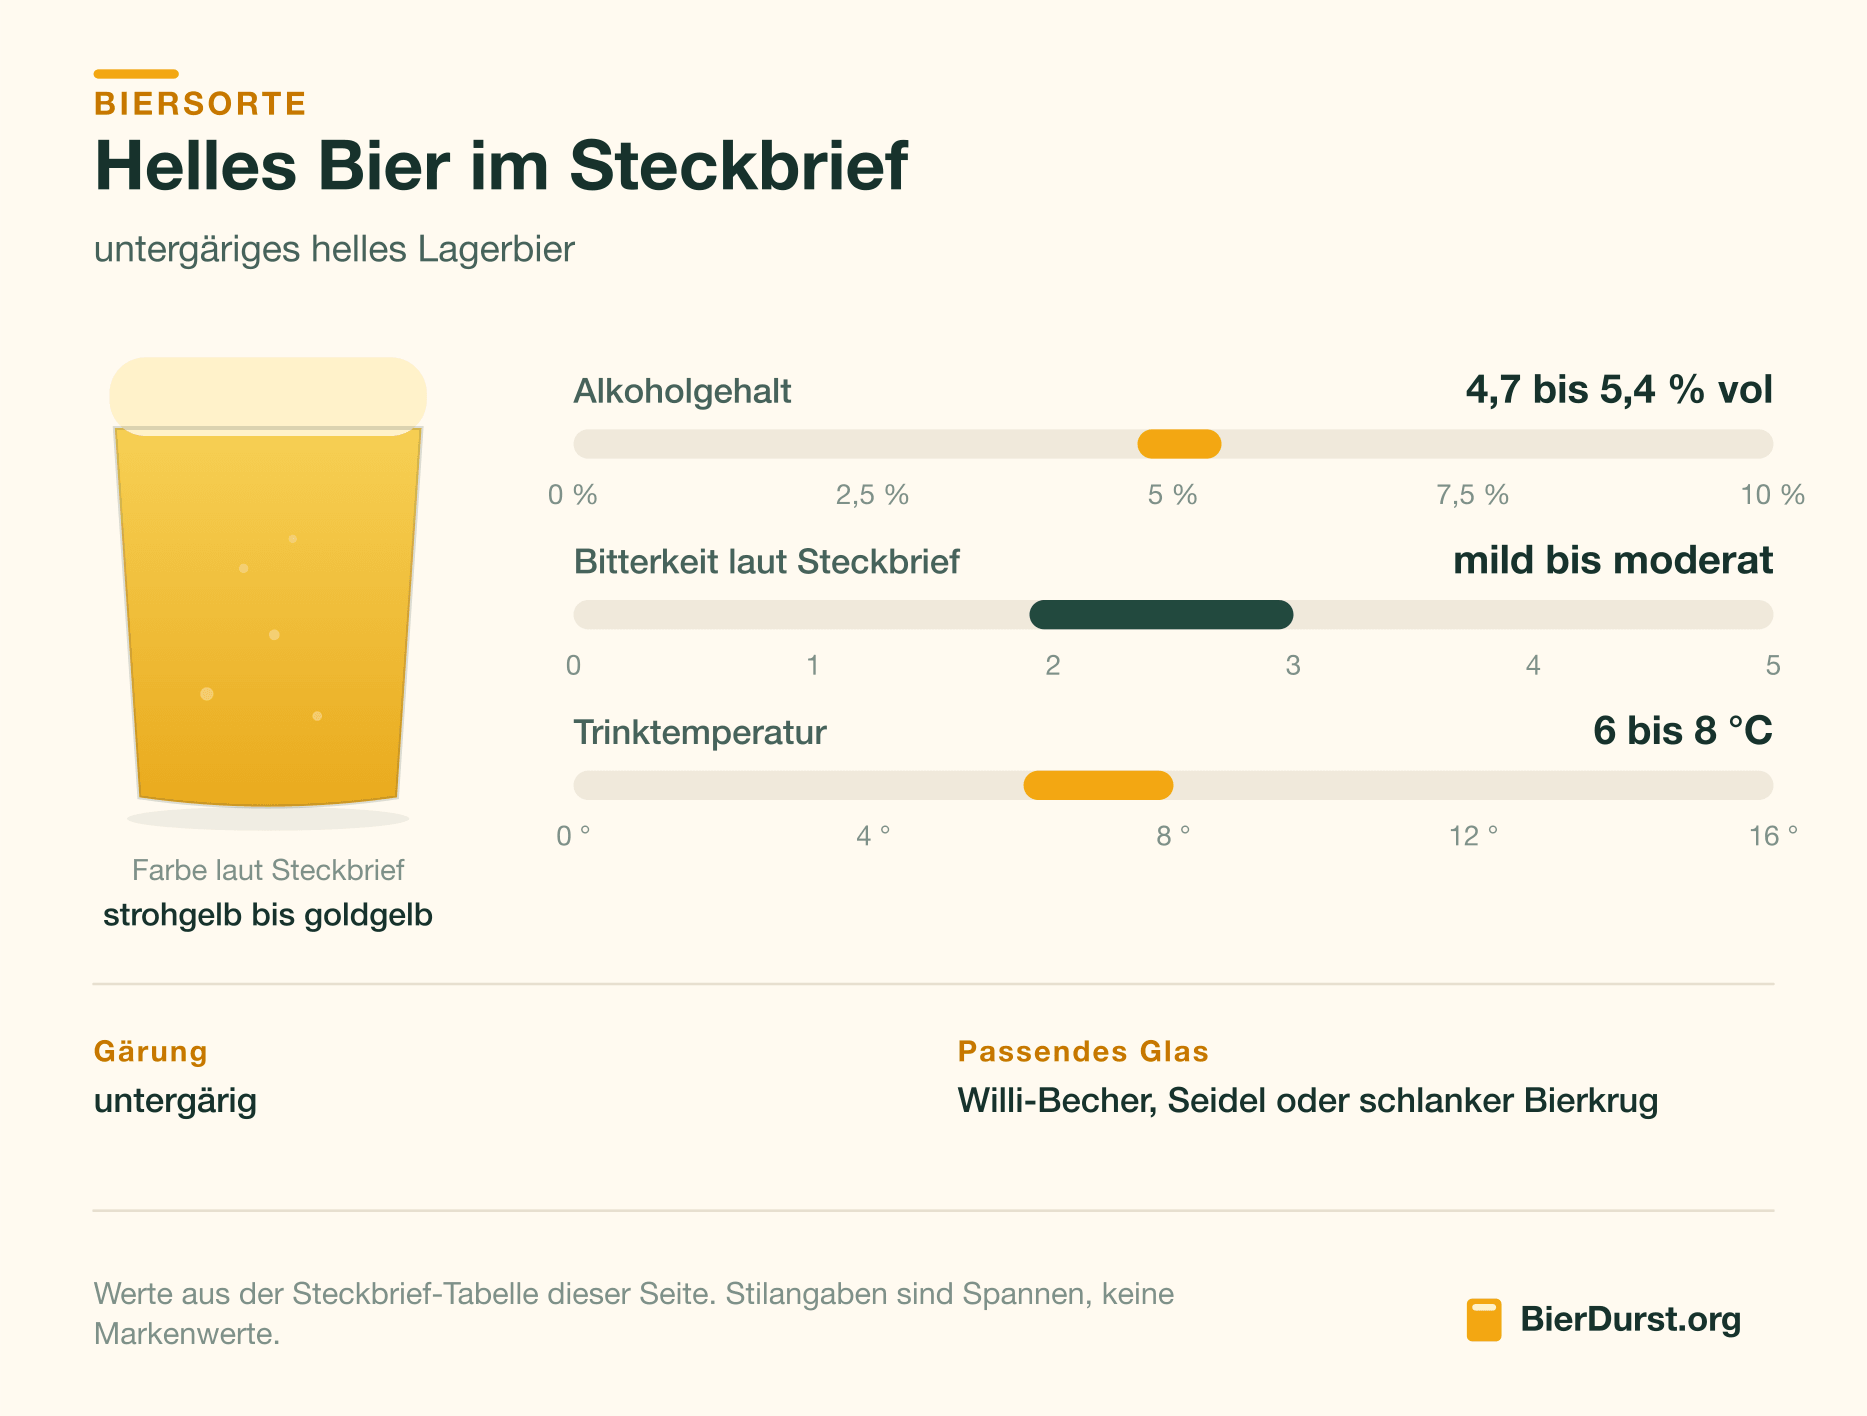 BIERSORTE
Helles Bier im Steckbrief
untergäriges helles Lagerbier
Alkoholgehalt
4,7 bis 5,4 % vol
0 %
2,5 %
5 %
7,5 %
10 %
Bitterkeit laut Steckbrief
mild bis moderat
0
1
2
3
4
5
Trinktemperatur
6 bis 8 °C
0 °
4 °
8 °
12 °
16 °
Farbe laut Steckbrief
strohgelb bis goldgelb
Gärung
untergärig
Passendes Glas
Willi-Becher, Seidel oder schlanker Bierkrug
Werte aus der Steckbrief-Tabelle dieser Seite. Stilangaben sind Spannen, keine
Markenwerte.
BierDurst.org